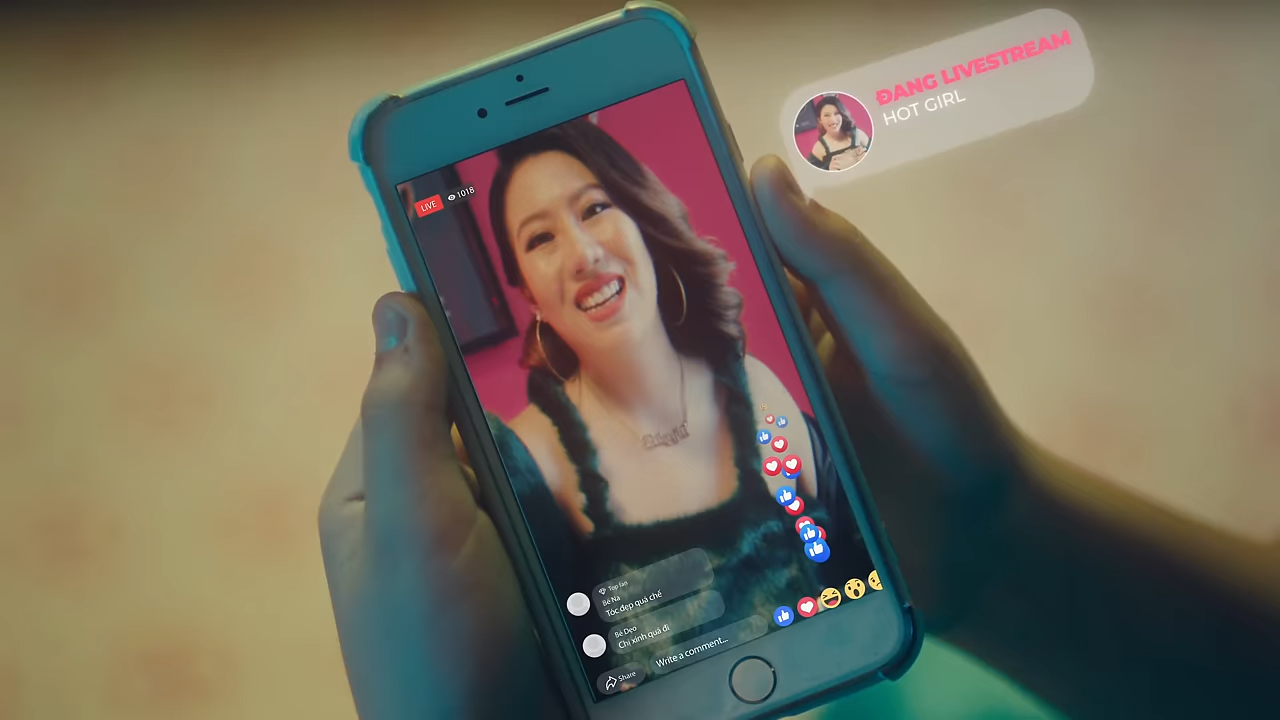 ĐANG LIVESTREAM
HOT GIRL
LIVE
1018
Top fan
Bé Na
Tóc đẹp quá chế
Bé Dẹo
Chị xinh quá đi
Write a comment...
Share